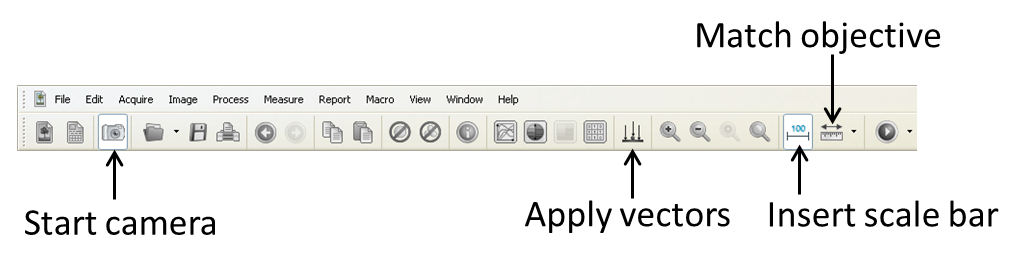 Match objective
File Edit Acquire Image Process Measure Report Macro View Window Help
100
Start camera
Apply vectors
Insert scale bar